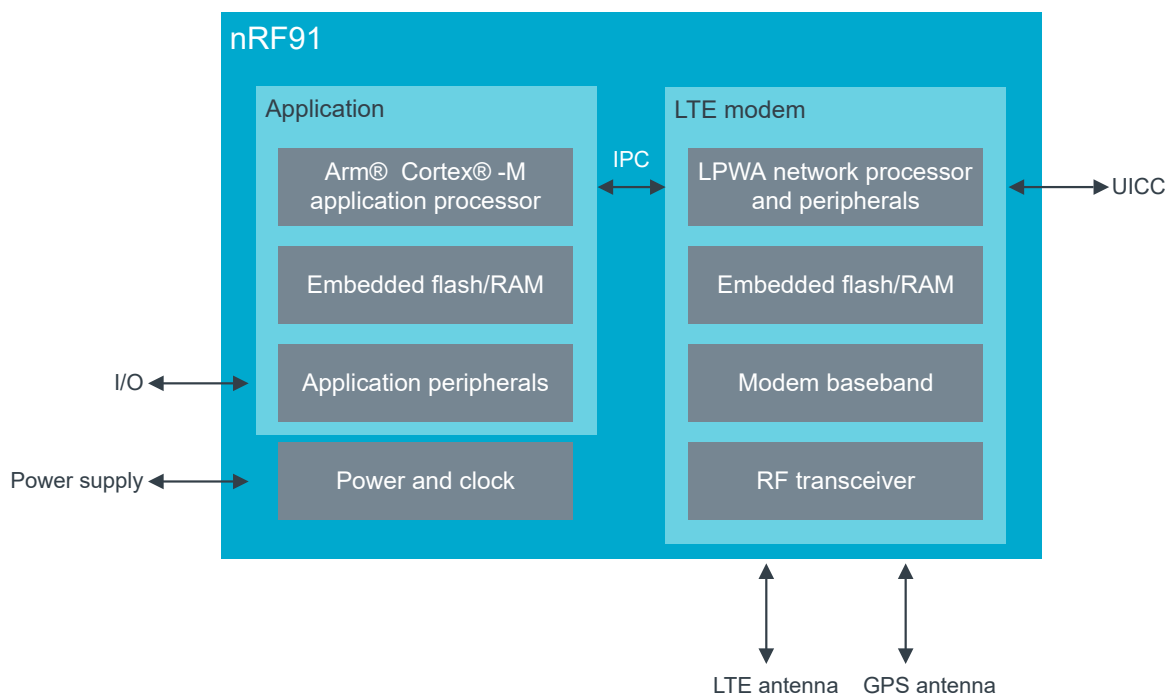 nRF91
Application
LTE modem
Arm® Cortex® -M
application processor
IPC
LPWA network processor
and peripherals
UICC
Embedded flash/RAM
Embedded flash/RAM
I/O
Application peripherals
Modem baseband
Power supply
Power and clock
RF transceiver
LTE antenna
GPS antenna